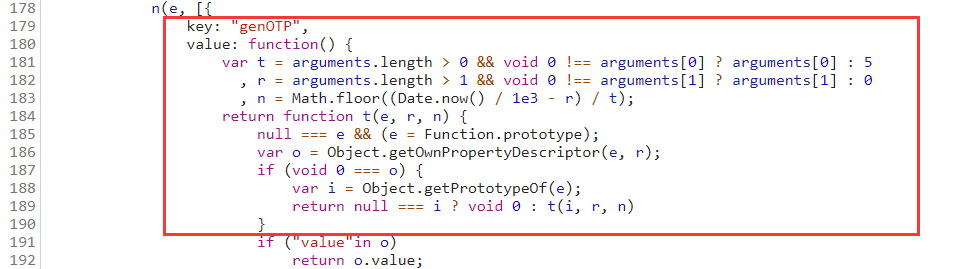 178 n(e, [{
179 key: "genOTP",
180 value: function() {
181 var t = arguments.length > 0 && void 0 !== arguments[0] ? arguments[0] : 5
182 , r = arguments.length > 1 && void 0 !== arguments[1] ? arguments[1] : 0
183 , n = Math.floor((Date.now() / 1e3 - r) / t);
184 return function t(e, r, n) {
185 null === e && (e = Function.prototype);
186 var o = Object.getOwnPropertyDescriptor(e, r);
187 if (void 0 === o) {
188 var i = Object.getPrototypeOf(e);
189 return null === i ? void 0 : t(i, r, n)
190 }
191 if ("value"in o)
192 return o.value;